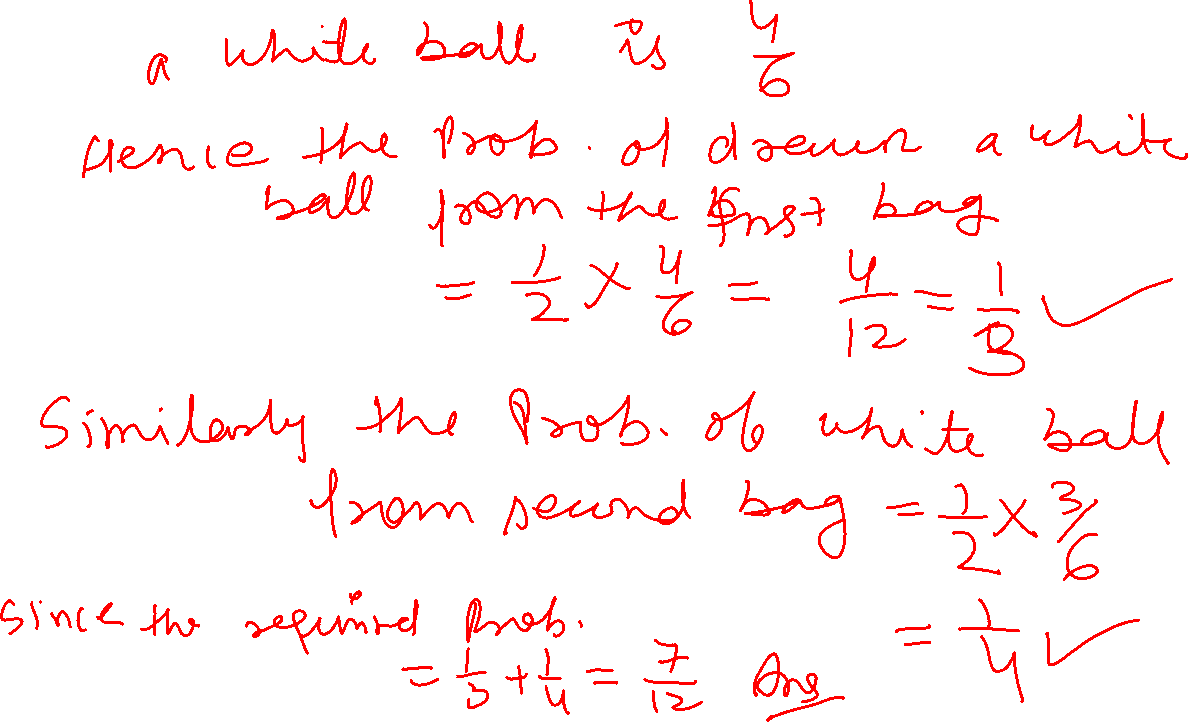 a white ball is 4/6
Hence the Prob. of drawn a white
ball from the first bag
= 1/2 × 4/6 = 4/12 = 1/3 ✓
Similarly the Prob. of white ball
from second bag = 1/2 × 3/6
= 1/4 ✓
Since the required Prob.
= 1/3 + 1/4 = 7/12 Ans